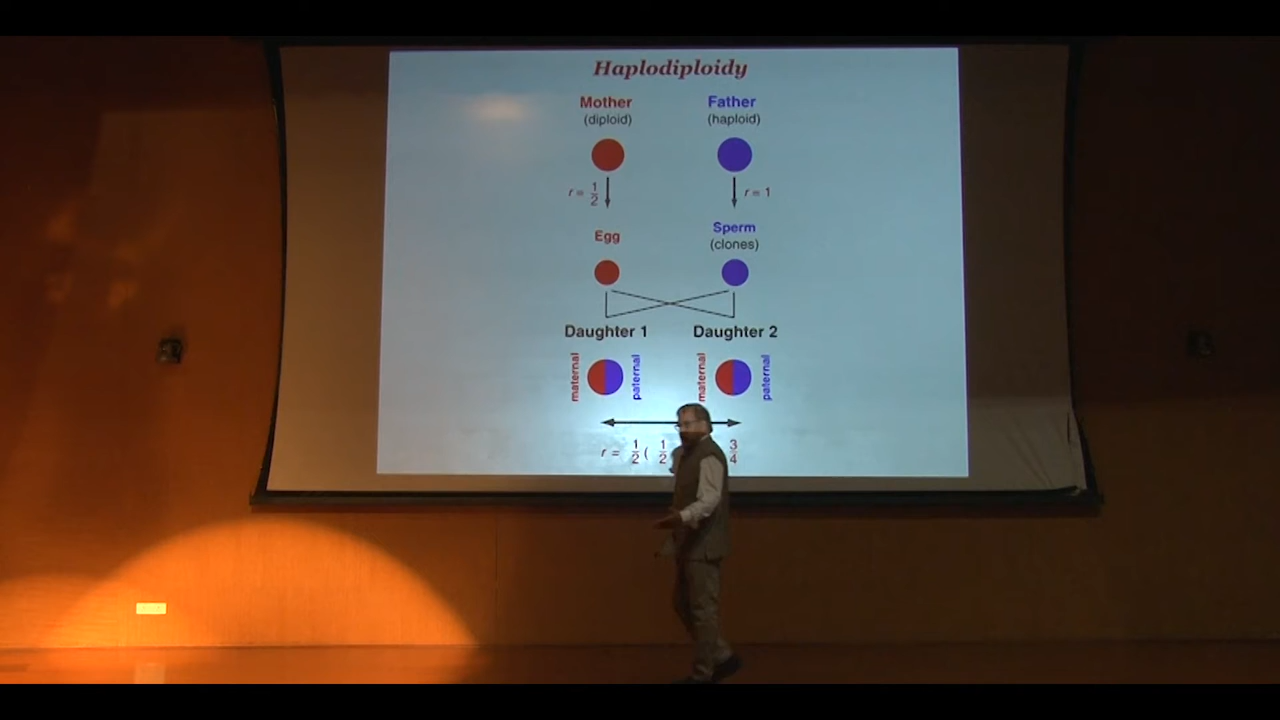 Haplodiploidy
Mother Father
(diploid) (haploid)
r = 1/2 r = 1
Egg Sperm
(clones)
Daughter 1 Daughter 2
maternal paternal maternal paternal
r = 1/2 ( 1/2 3/4